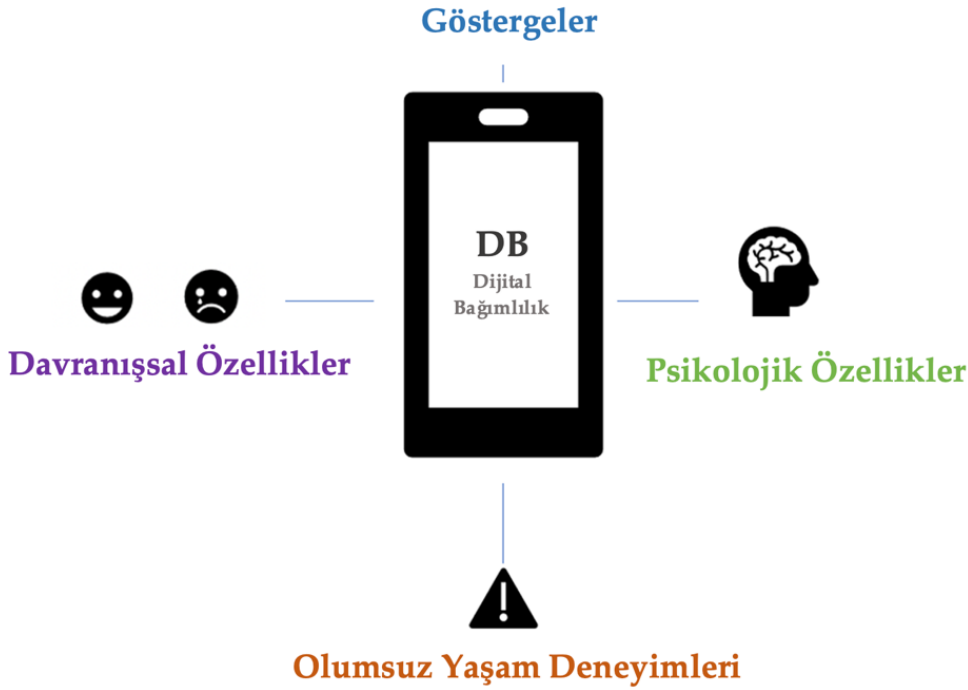 Göstergeler
DB
Dijital
Bağımlılık
Davranışsal Özellikler
Psikolojik Özellikler
Olumsuz Yaşam Deneyimleri